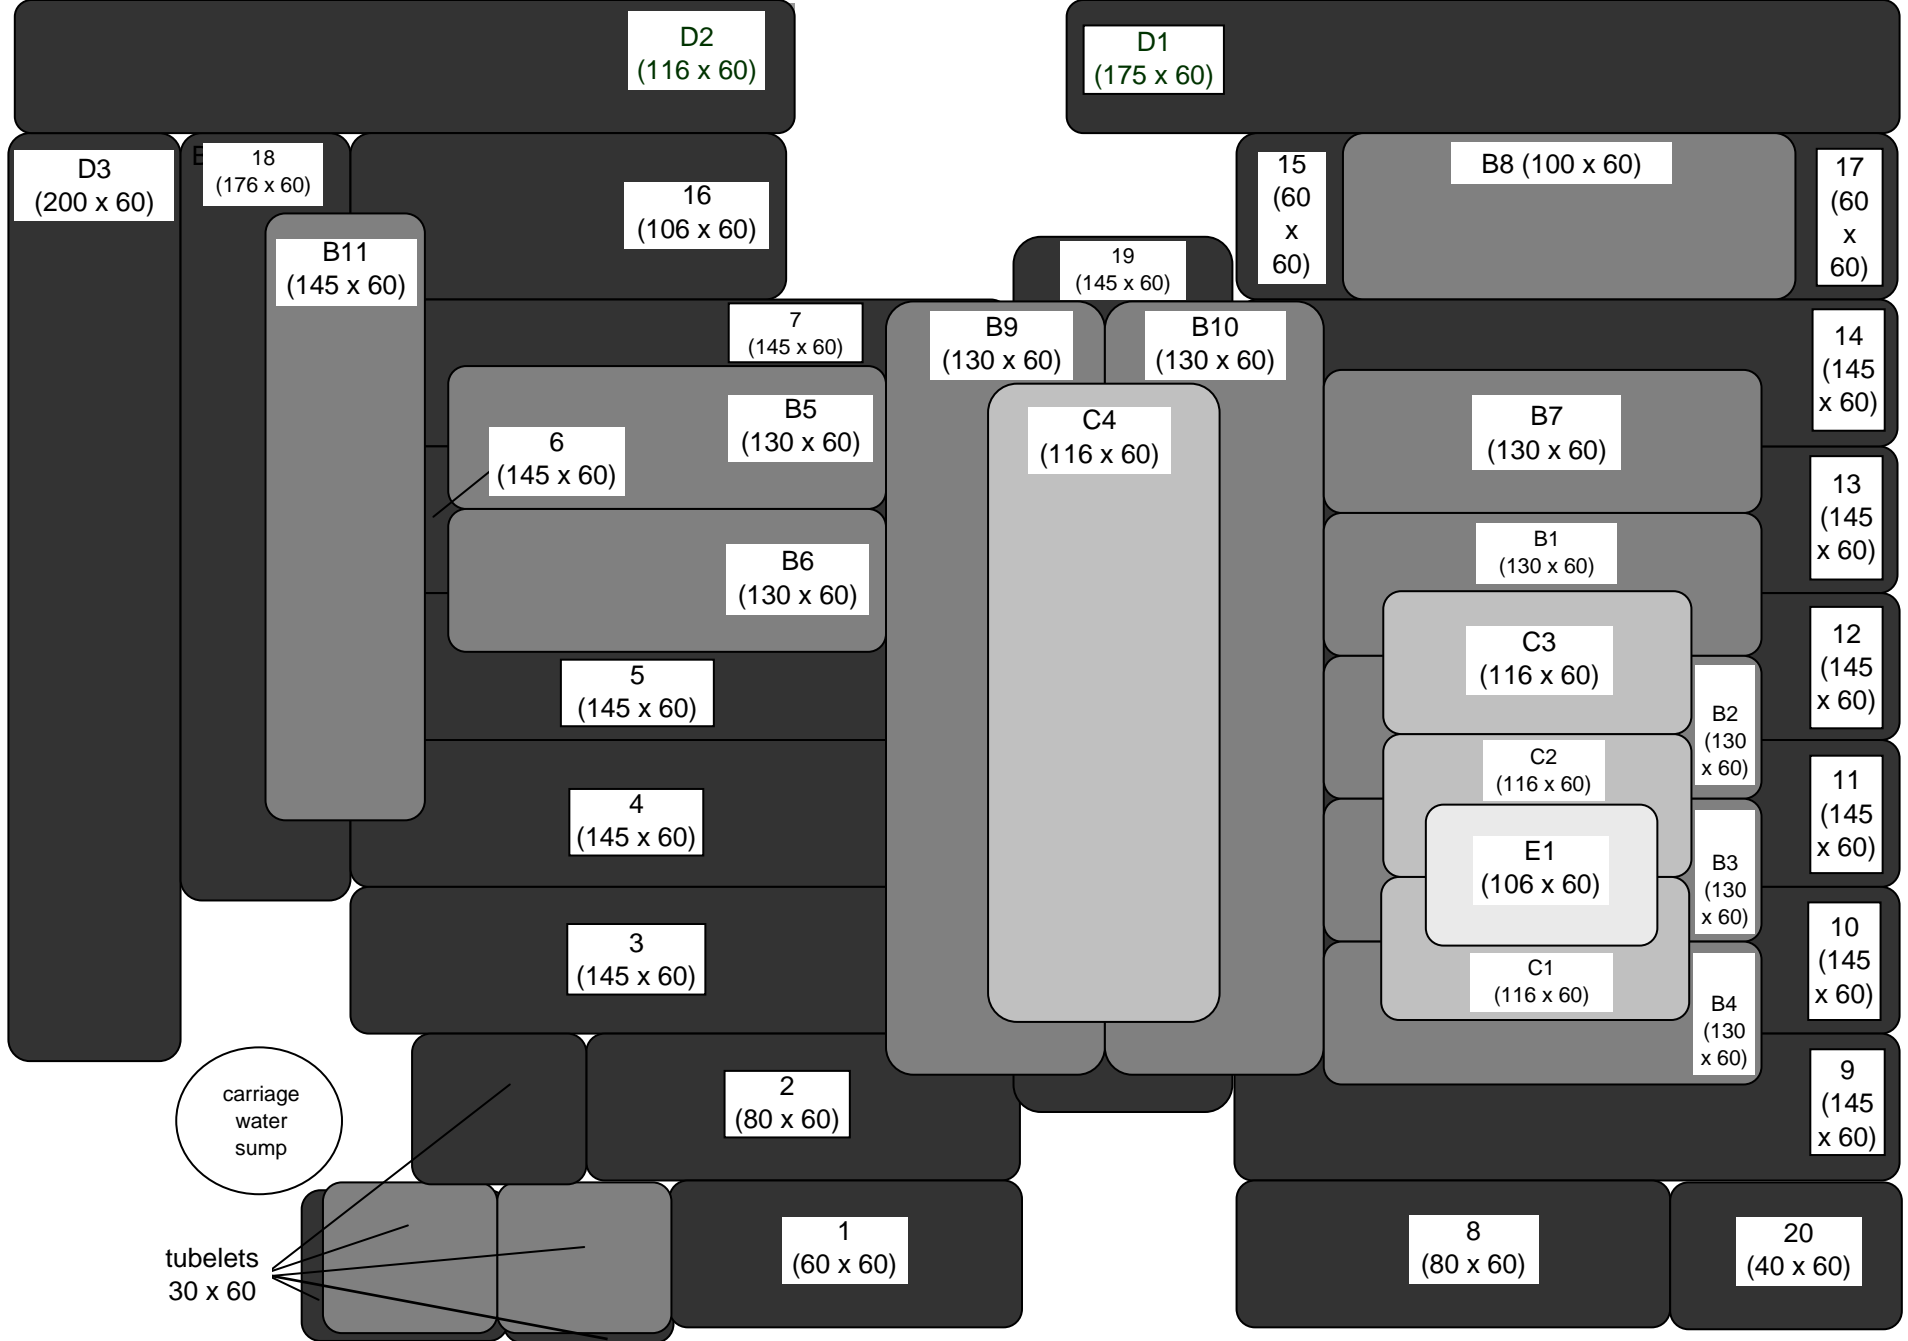 D2
(116 x 60)
D1
(175 x 60)
D3
(200 x 60)
18
(176 x 60)
16
(106 x 60)
15
(60
x
60)
B8 (100 x 60)
17
(60
x
60)
B11
(145 x 60)
19
(145 x 60)
7
(145 x 60)
B9
(130 x 60)
B10
(130 x 60)
14
(145
x 60)
B5
(130 x 60)
6
(145 x 60)
C4
(116 x 60)
B7
(130 x 60)
13
(145
x 60)
B6
(130 x 60)
B1
(130 x 60)
12
(145
x 60)
5
(145 x 60)
C3
(116 x 60)
B2
(130
x 60)
4
(145 x 60)
C2
(116 x 60)
11
(145
x 60)
E1
(106 x 60)
B3
(130
x 60)
3
(145 x 60)
C1
(116 x 60)
B4
(130
x 60)
10
(145
x 60)
carriage
water
sump
2
(80 x 60)
9
(145
x 60)
tubelets
30 x 60
1
(60 x 60)
8
(80 x 60)
20
(40 x 60)